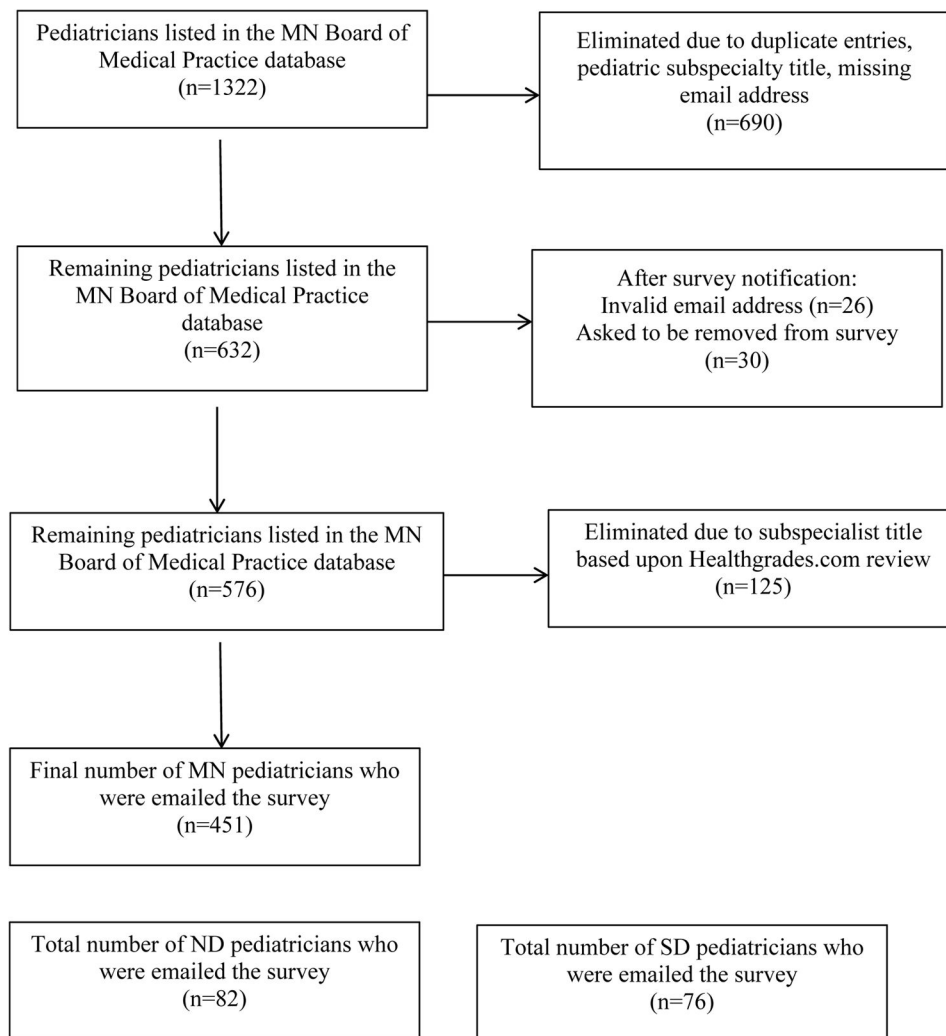 Pediatricians listed in the MN Board of
Medical Practice database
(n=1322)
Eliminated due to duplicate entries,
pediatric subspecialty title, missing
email address
(n=690)
Remaining pediatricians listed in the
MN Board of Medical Practice
database
(n=632)
After survey notification:
Invalid email address (n=26)
Asked to be removed from survey
(n=30)
Remaining pediatricians listed in the MN
Board of Medical Practice database
(n=576)
Eliminated due to subspecialist title
based upon Healthgrades.com review
(n=125)
Final number of MN pediatricians who
were emailed the survey
(n=451)
Total number of ND pediatricians who
were emailed the survey
(n=82)
Total number of SD pediatricians who
were emailed the survey
(n=76)